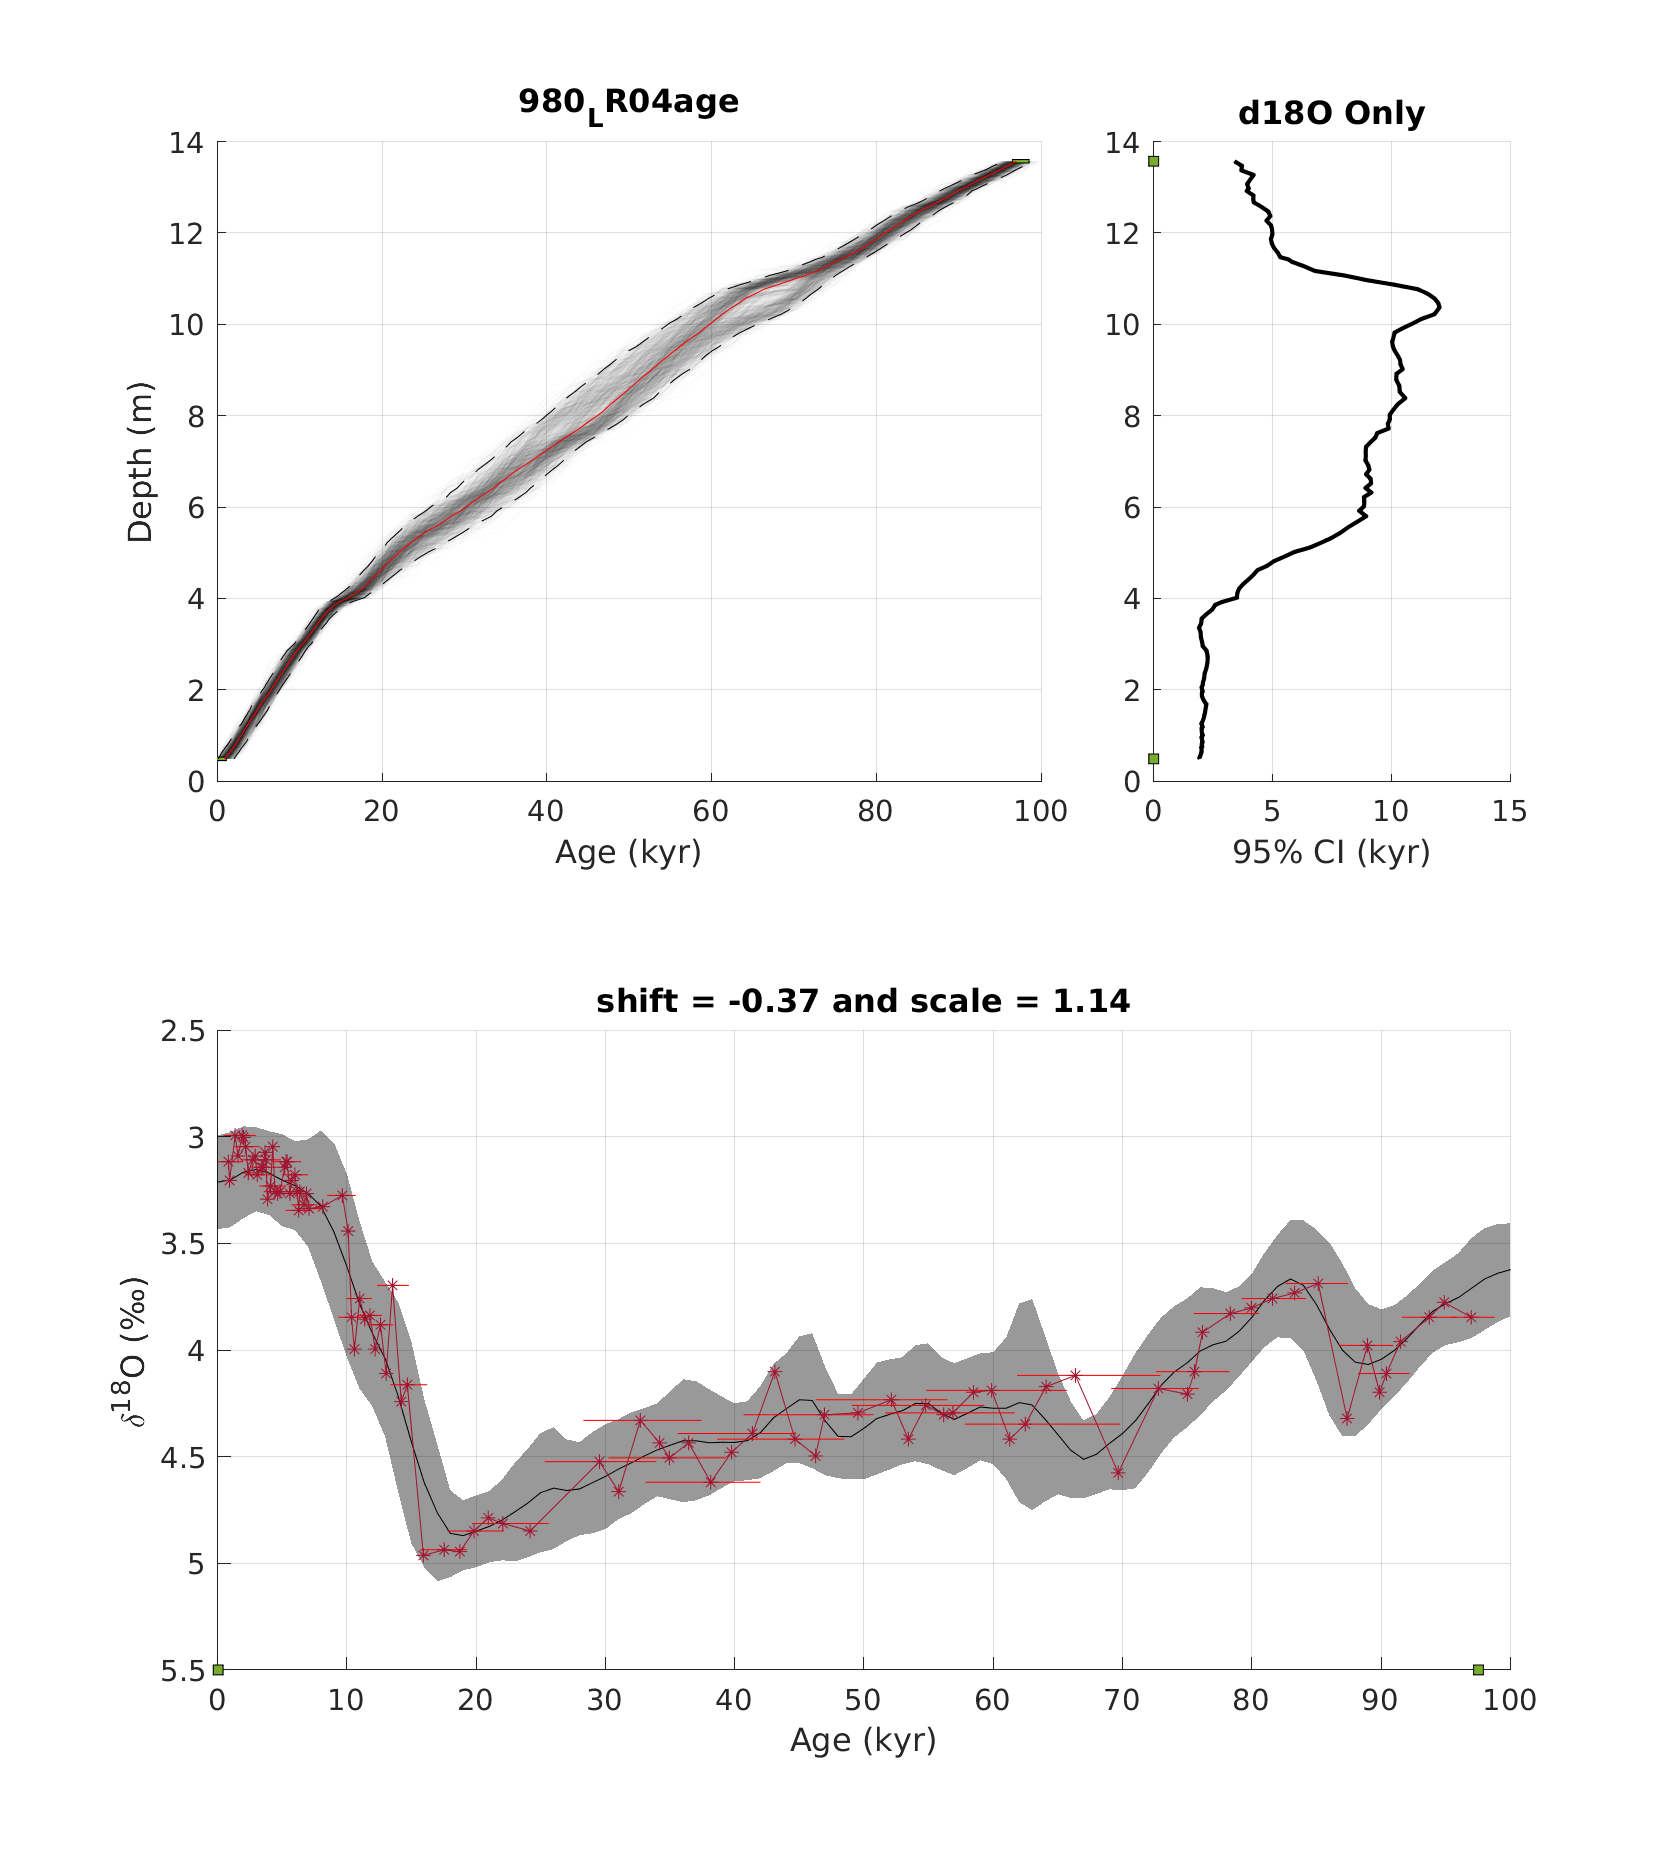 980LR04age
d18O Only
14
12
10
8
6
4
2
0
Depth (m)
0 20 40 60 80 100
Age (kyr)
14
12
10
8
6
4
2
0
0 5 10 15
95% CI (kyr)
shift = -0.37 and scale = 1.14
2.5
3
3.5
4
4.5
5
5.5
δ18O (‰)
0 10 20 30 40 50 60 70 80 90 100
Age (kyr)